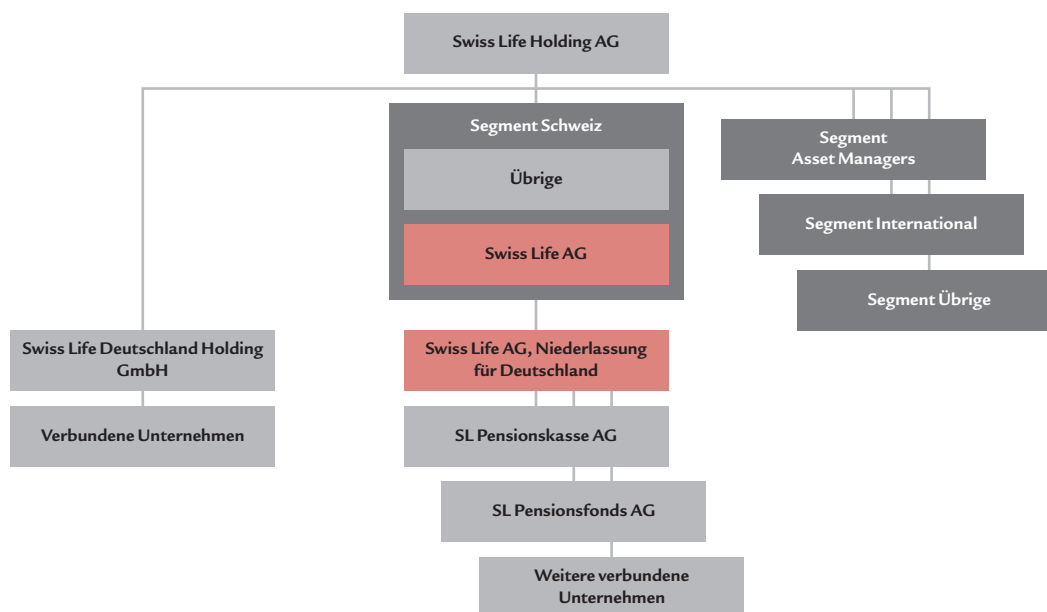 Swiss Life Holding AG
Segment Schweiz
Übrige
Swiss Life AG
Segment
Asset Managers
Segment International
Segment Übrige
Swiss Life Deutschland Holding
GmbH
Verbundene Unternehmen
Swiss Life AG, Niederlassung
für Deutschland
SL Pensionskasse AG
SL Pensionsfonds AG
Weitere verbundene
Unternehmen